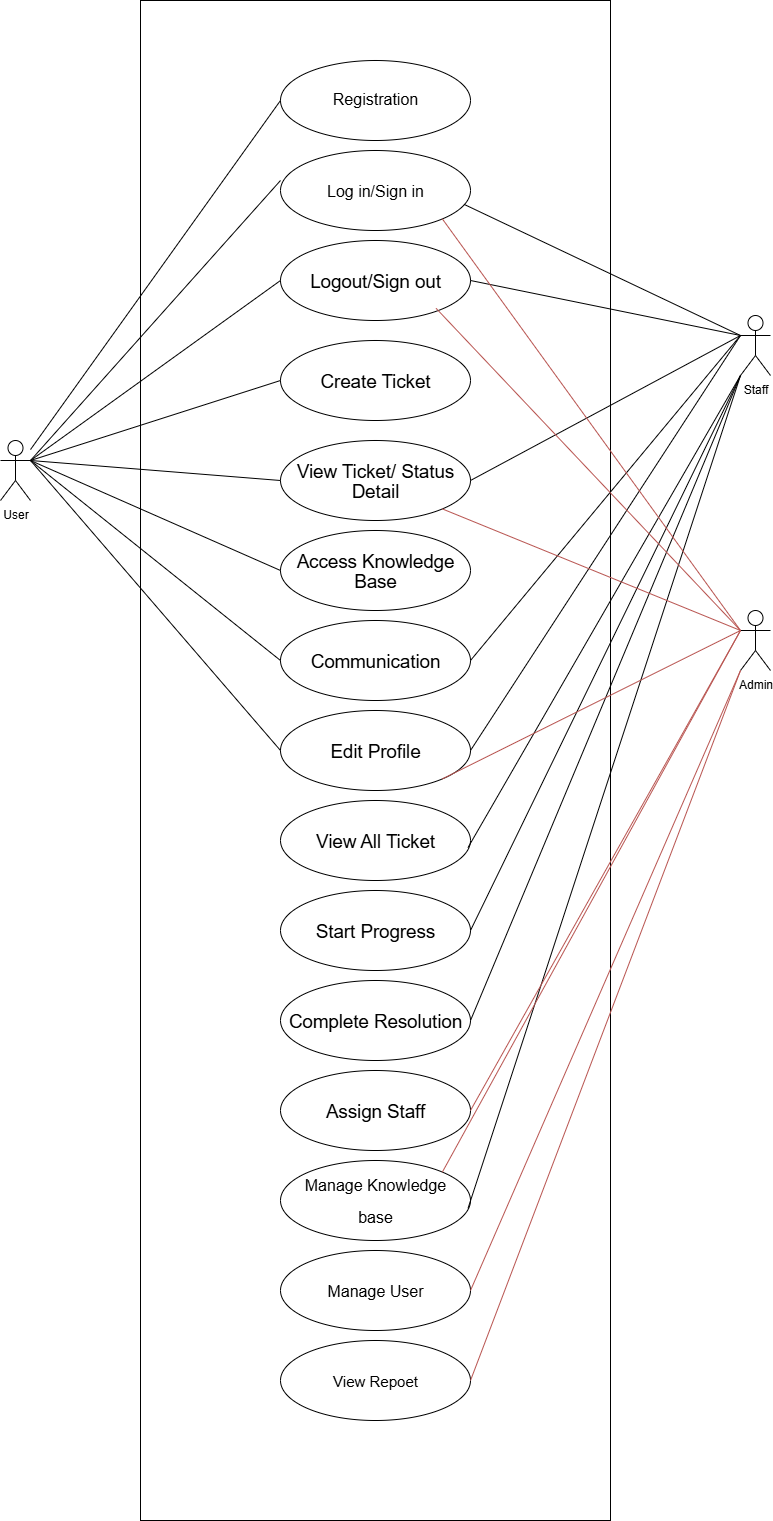 Registration
Log in/Sign in
Logout/Sign out
Staff
Create Ticket
View Ticket/ Status
Detail
User
Access Knowledge
Base
Communication
Admin
Edit Profile
View All Ticket
Start Progress
Complete Resolution
Assign Staff
Manage Knowledge
base
Manage User
View Repoet